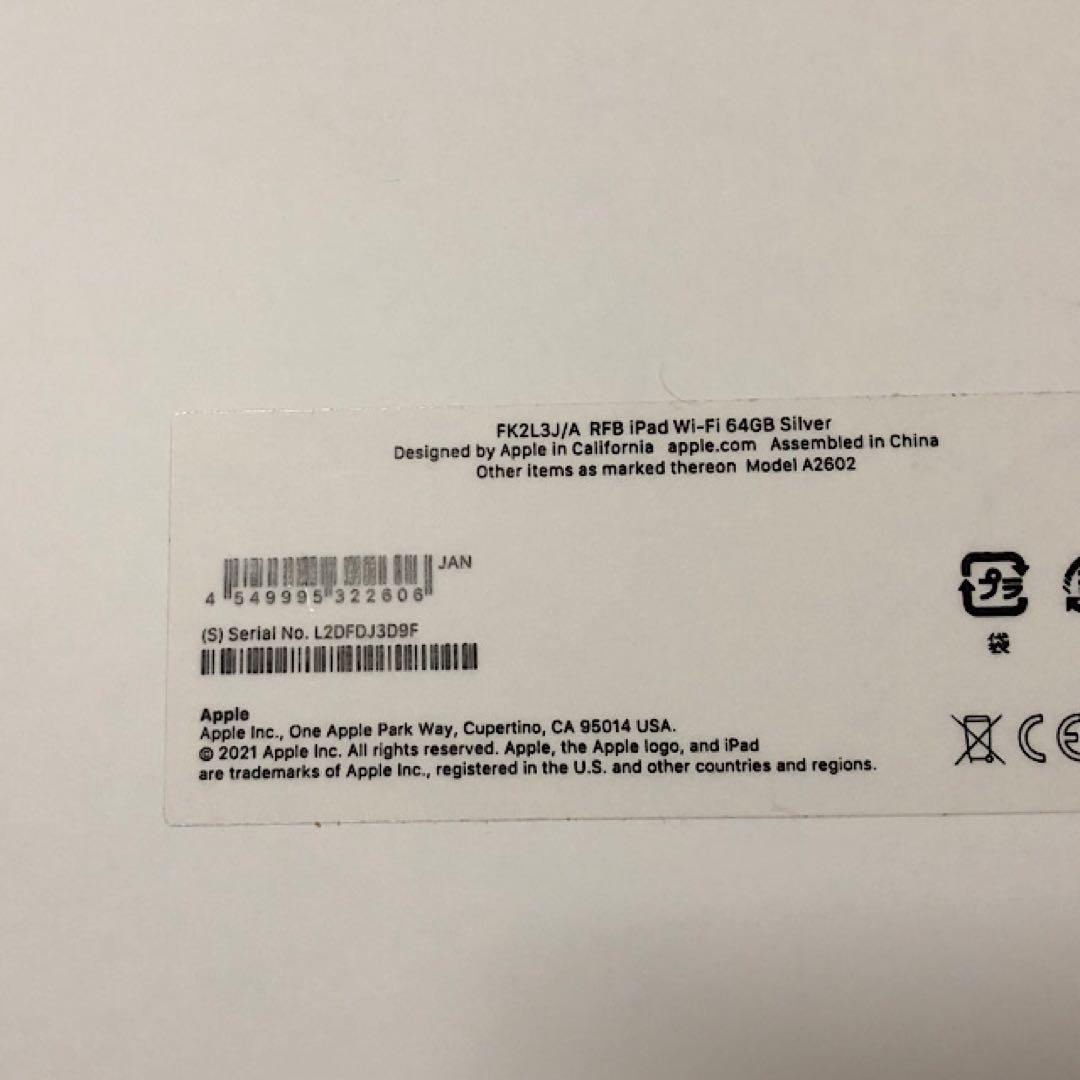 FK2L3J/A RFB iPad Wi-Fi 64GB Silver
Designed by Apple in California apple.com Assembled in China
Other items as marked thereon Model A2602
JAN
4 549995 322606
(S) Serial No. L2DFDJ3D9F
プラ
袋
Apple
Apple Inc., One Apple Park Way, Cupertino, CA 95014 USA.
© 2021 Apple Inc. All rights reserved. Apple, the Apple logo, and iPad
are trademarks of Apple Inc., registered in the U.S. and other countries and regions.
CE